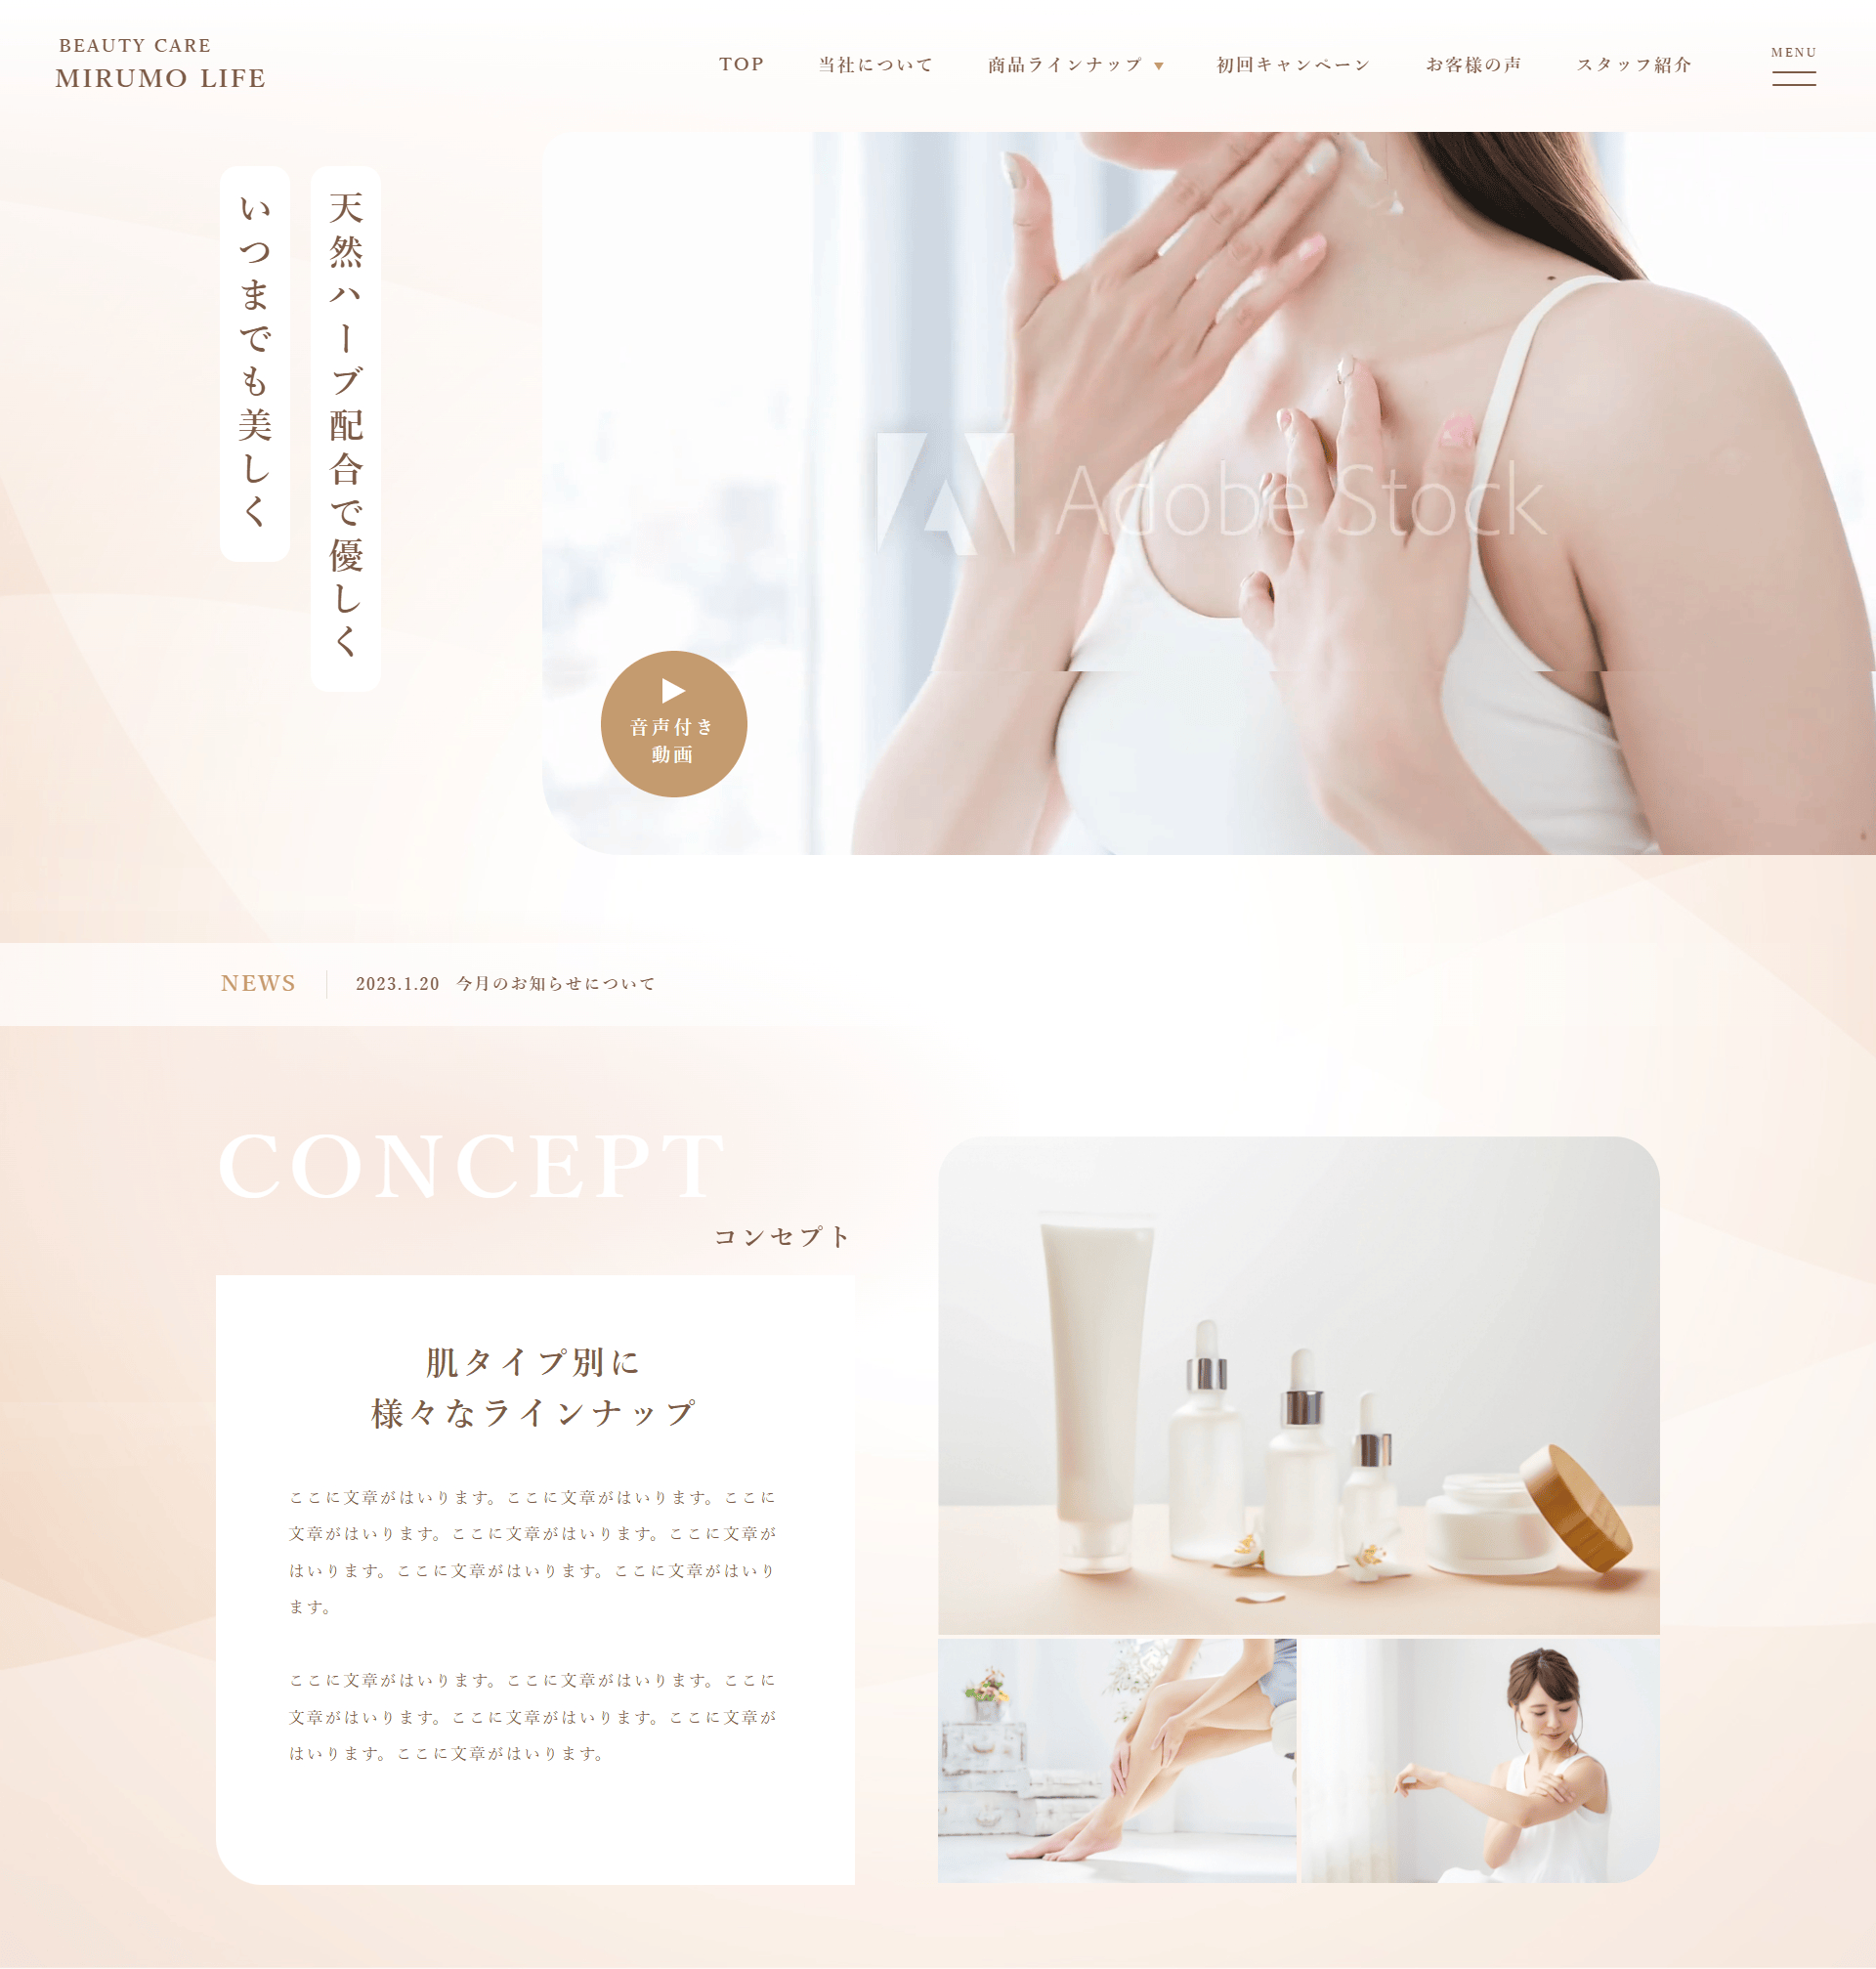 BEAUTY CARE
MIRUMO LIFE
TOP
当社について
商品ラインナップ ▼
初回キャンペーン
お客様の声
スタッフ紹介
MENU
天然ハーブ配合で優しく
いつまでも美しく
Adobe Stock
音声付き
動画
NEWS
2023.1.20 今月のお知らせについて
CONCEPT
コンセプト
肌タイプ別に
様々なラインナップ
ここに文章がはいります。ここに文章がはいります。ここに
文章がはいります。ここに文章がはいります。ここに文章が
はいります。ここに文章がはいります。ここに文章がはいり
ます。
ここに文章がはいります。ここに文章がはいります。ここに
文章がはいります。ここに文章がはいります。ここに文章が
はいります。ここに文章がはいります。